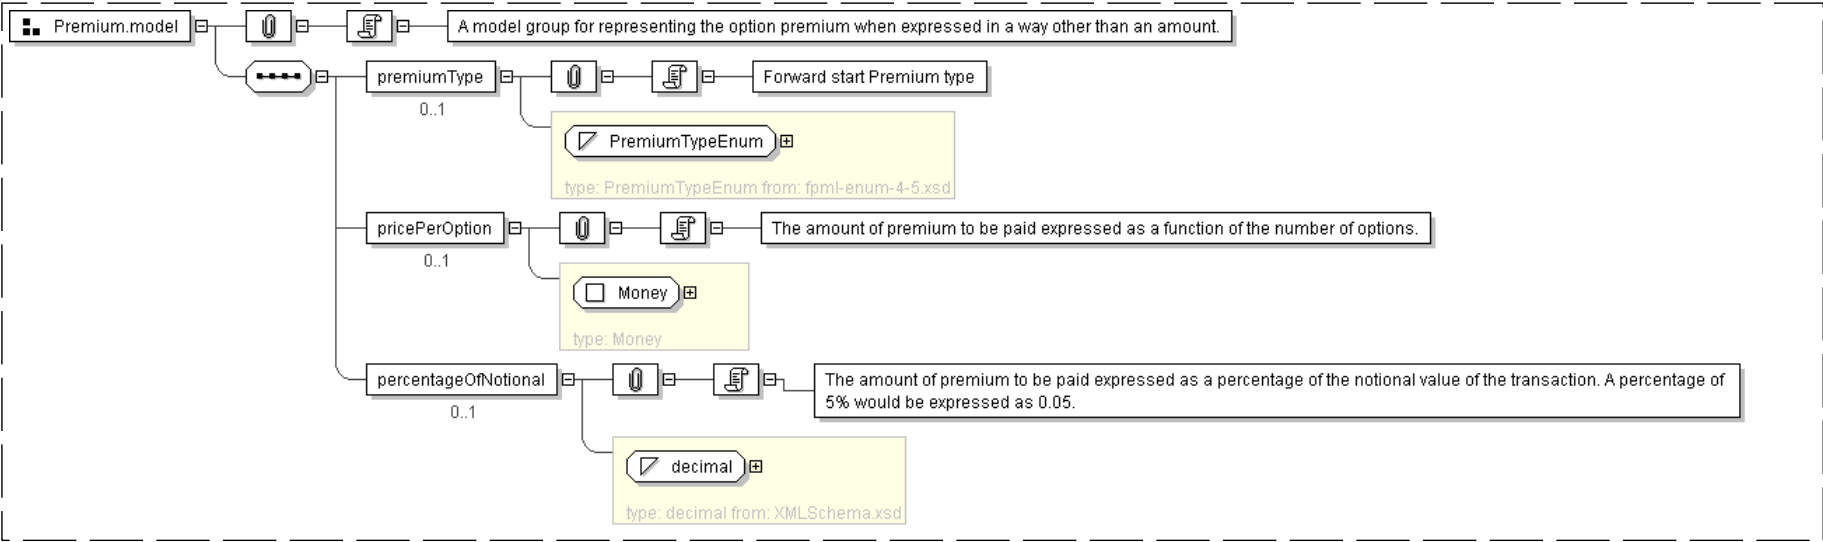 Premium.model
A model group for representing the option premium when expressed in a way other than an amount.
premiumType
Forward start Premium type
0..1
PremiumTypeEnum
type: PremiumTypeEnum from: fpml-enum-4-5.xsd
pricePerOption
The amount of premium to be paid expressed as a function of the number of options.
0..1
Money
type: Money
percentageOfNotional
The amount of premium to be paid expressed as a percentage of the notional value of the transaction. A percentage of
5% would be expressed as 0.05.
0..1
decimal
type: decimal from: XMLSchema.xsd